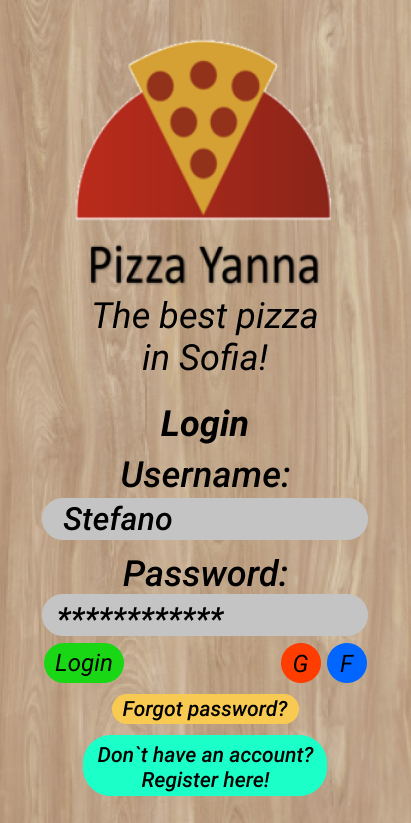 Pizza Yanna
The best pizza
in Sofia!
Login
Username:
Stefano
Password:
************
Login
G
F
Forgot password?
Don`t have an account?
Register here!